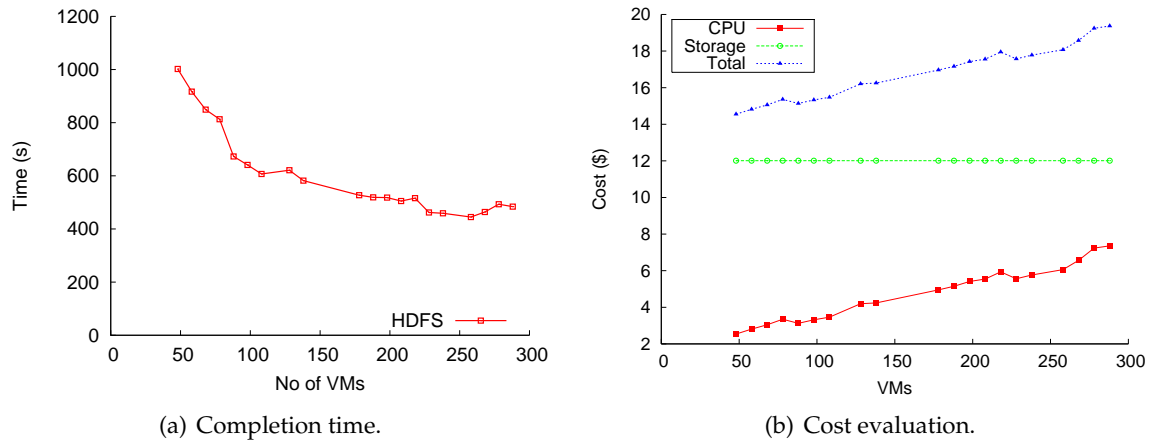 1200
1000
800
600
400
200
0
Time (s)
HDFS
0 50 100 150 200 250 300
No of VMs
(a) Completion time.
CPU
Storage
Total
20
18
16
14
12
10
8
6
4
2
Cost ($)
0 50 100 150 200 250 300
VMs
(b) Cost evaluation.